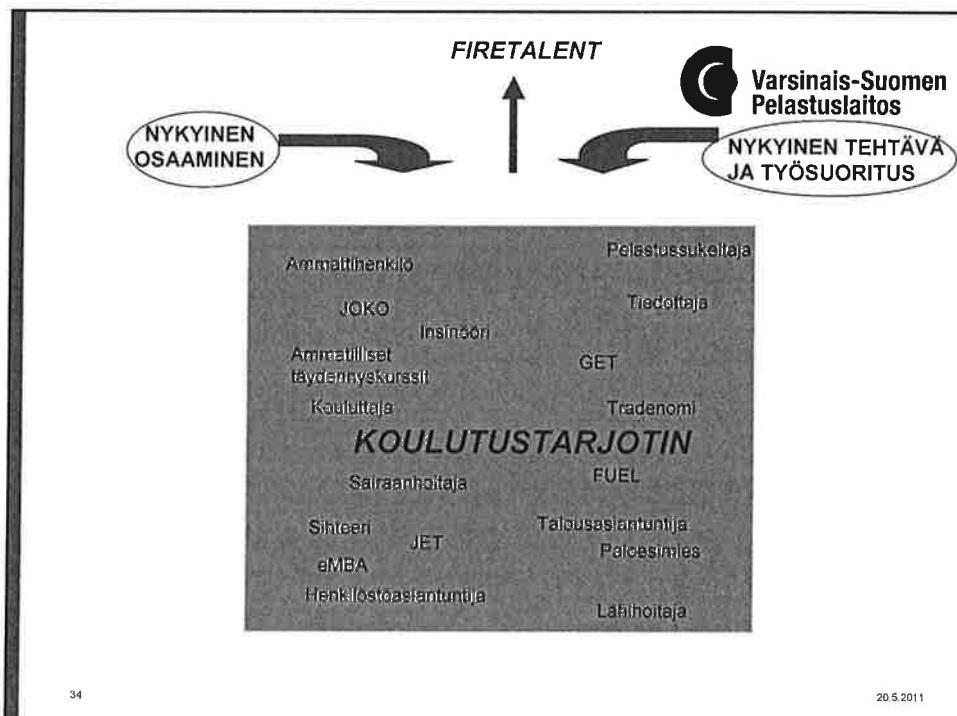 FIRETALENT
Varsinais-Suomen
Pelastuslaitos
NYKYINEN
OSAAMINEN
NYKYINEN TEHTÄVÄ
JA TYÖSUORITUS
Ammattihenkilö
Pelastussukeltaja
JOKO
Tiedottaja
Insinööri
Ammatilliset
täydennyskurssit
GET
Kouluttaja
Tradenomi
KOULUTUSTARJOTIN
Sairaanhoitaja
FUEL
Sihteeri
Talousasiantuntija
JET
Paloesimies
eMBA
Henkilöstöasiantuntija
Lähihoitaja
34
20.5.2011